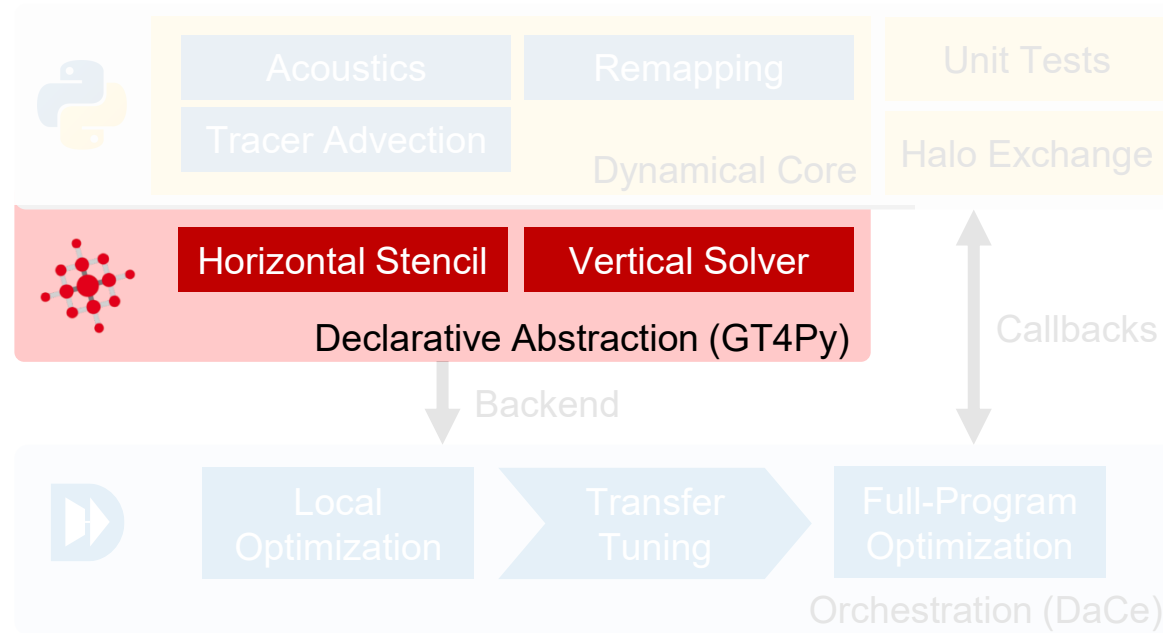 Acoustics
Remapping
Tracer Advection
Dynamical Core
Unit Tests
Halo Exchange
Horizontal Stencil
Vertical Solver
Declarative Abstraction (GT4Py)
Callbacks
Backend
Local
Optimization
Transfer
Tuning
Full-Program
Optimization
Orchestration (DaCe)